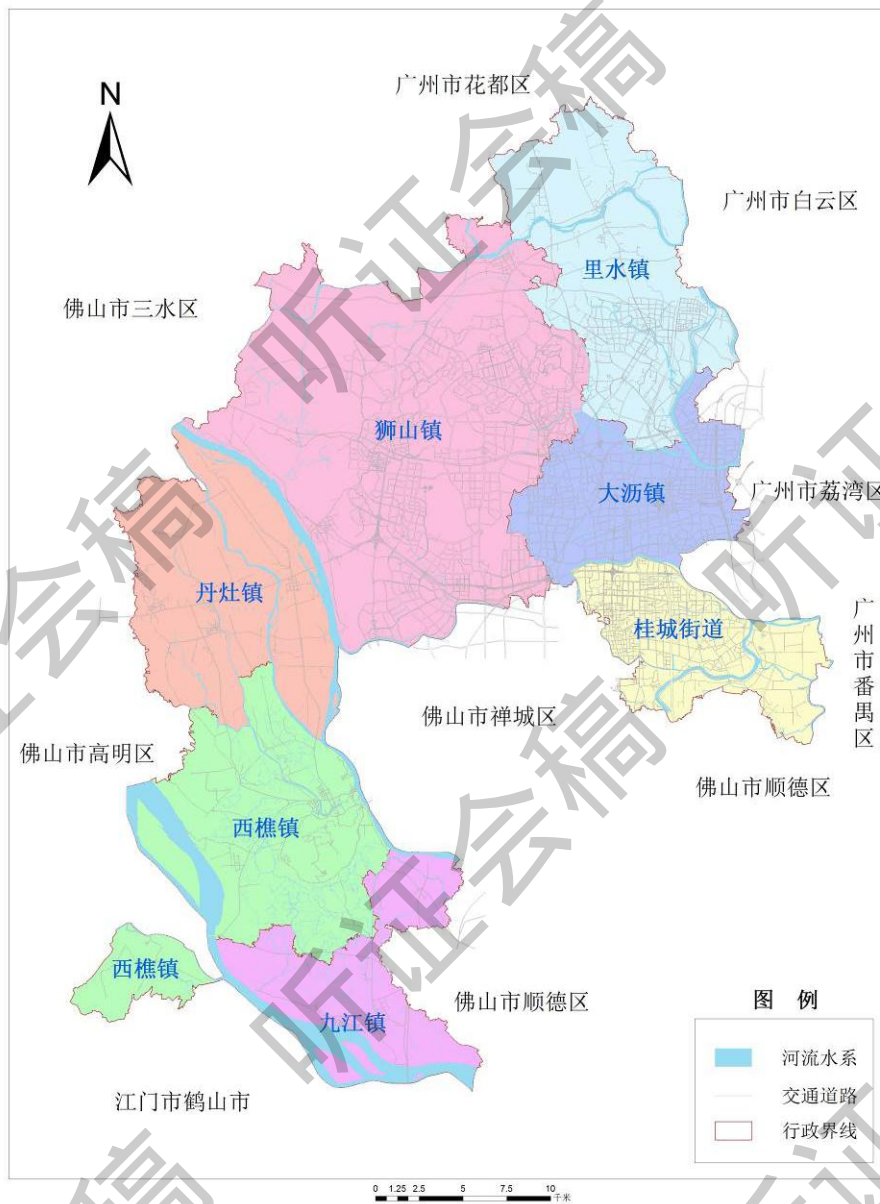 N
广州市花都区
广州市白云区
里水镇
佛山市三水区
狮山镇
大沥镇
广州市荔湾区
丹灶镇
桂城街道
广州市番禺区
佛山市禅城区
佛山市高明区
佛山市顺德区
西樵镇
西樵镇
佛山市顺德区
九江镇
江门市鹤山市
图 例
河流水系
交通道路
行政界线
0 1.25 2.5 5 7.5 10
千米
听证会稿
听证会稿
听证会稿
听证
会稿